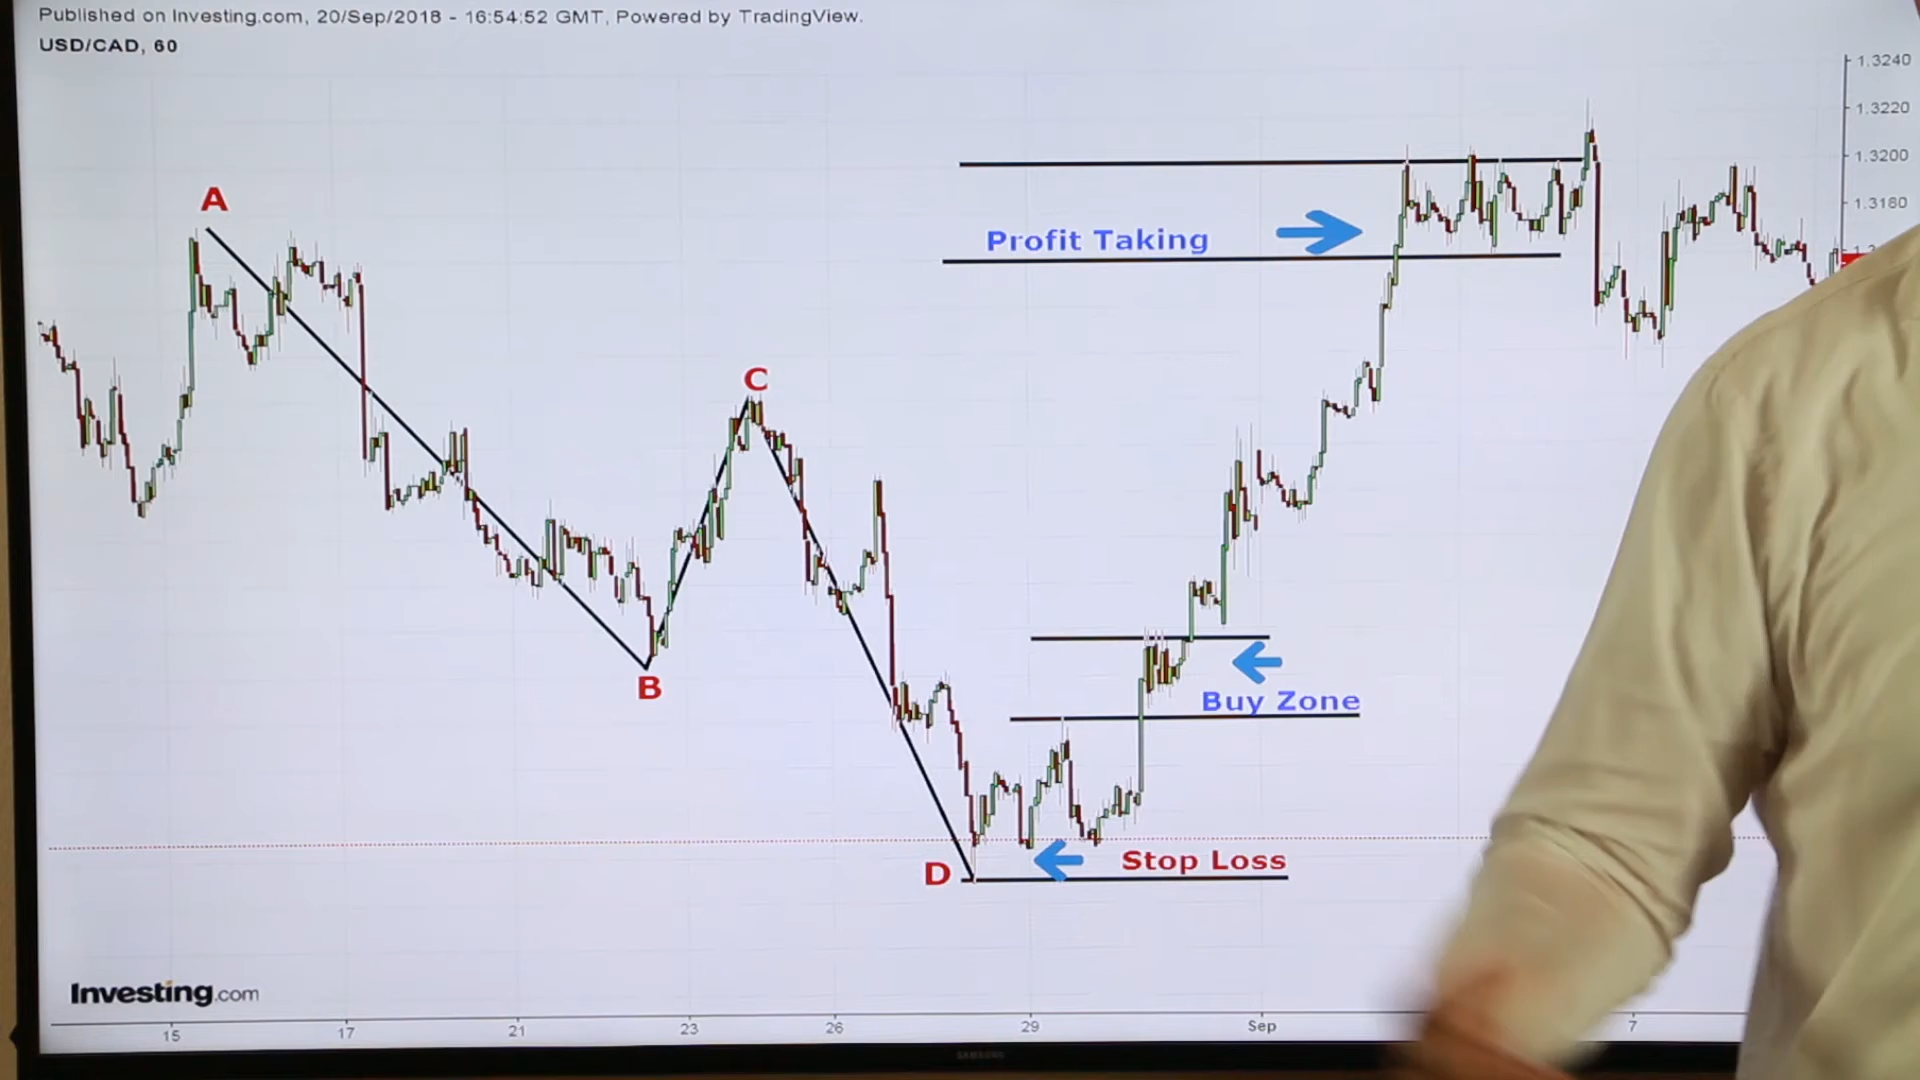 Published on Investing.com, 20/Sep/2018 - 16:54:52 GMT, Powered by TradingView.
USD/CAD, 60
1.3240
1.3220
1.3200
1.3180
A
Profit Taking
C
B
Buy Zone
Stop Loss
D
Investing.com
15 17 21 23 26 29 Sep 7
SAMSUNG